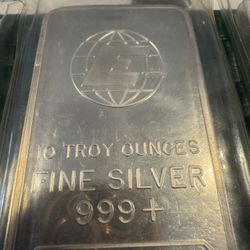 10 TROY OUNCES
FINE SILVER
999+